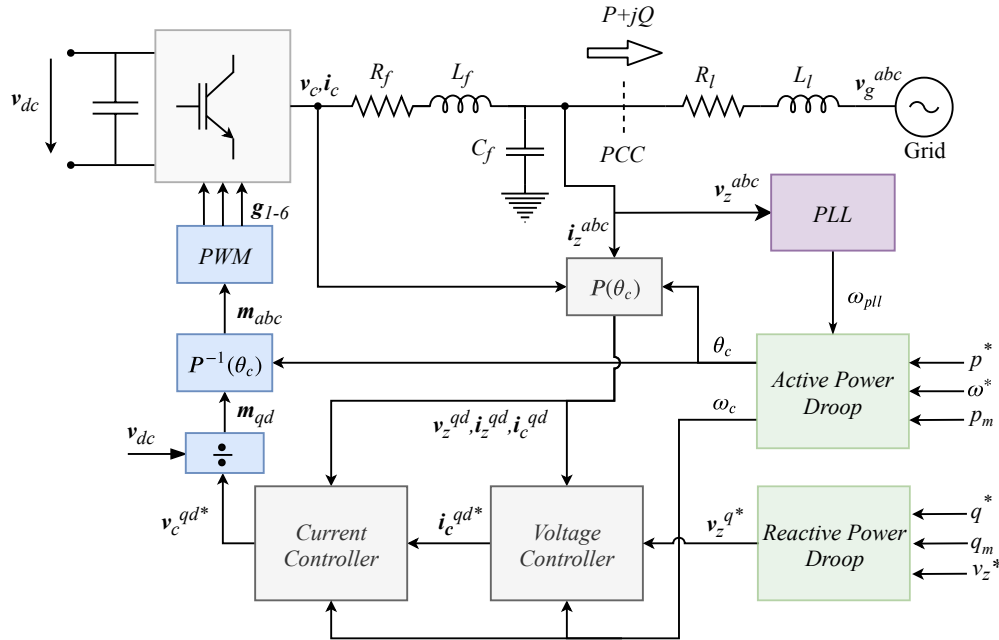 P+jQ
v_dc
v_c,i_c
R_f
L_f
C_f
PCC
R_l
L_l
v_g^abc
Grid
g_1-6
v_z^abc
PLL
i_z^abc
PWM
P(θ_c)
ω_pll
m_abc
P^−1(θ_c)
θ_c
Active Power
Droop
p^*
ω^*
p_m
m_qd
ω_c
v_z^qd,i_z^qd,i_c^qd
v_dc
÷
v_c^qd*
Current
Controller
i_c^qd*
Voltage
Controller
v_z^q*
Reactive Power
Droop
q^*
q_m
v_z^*